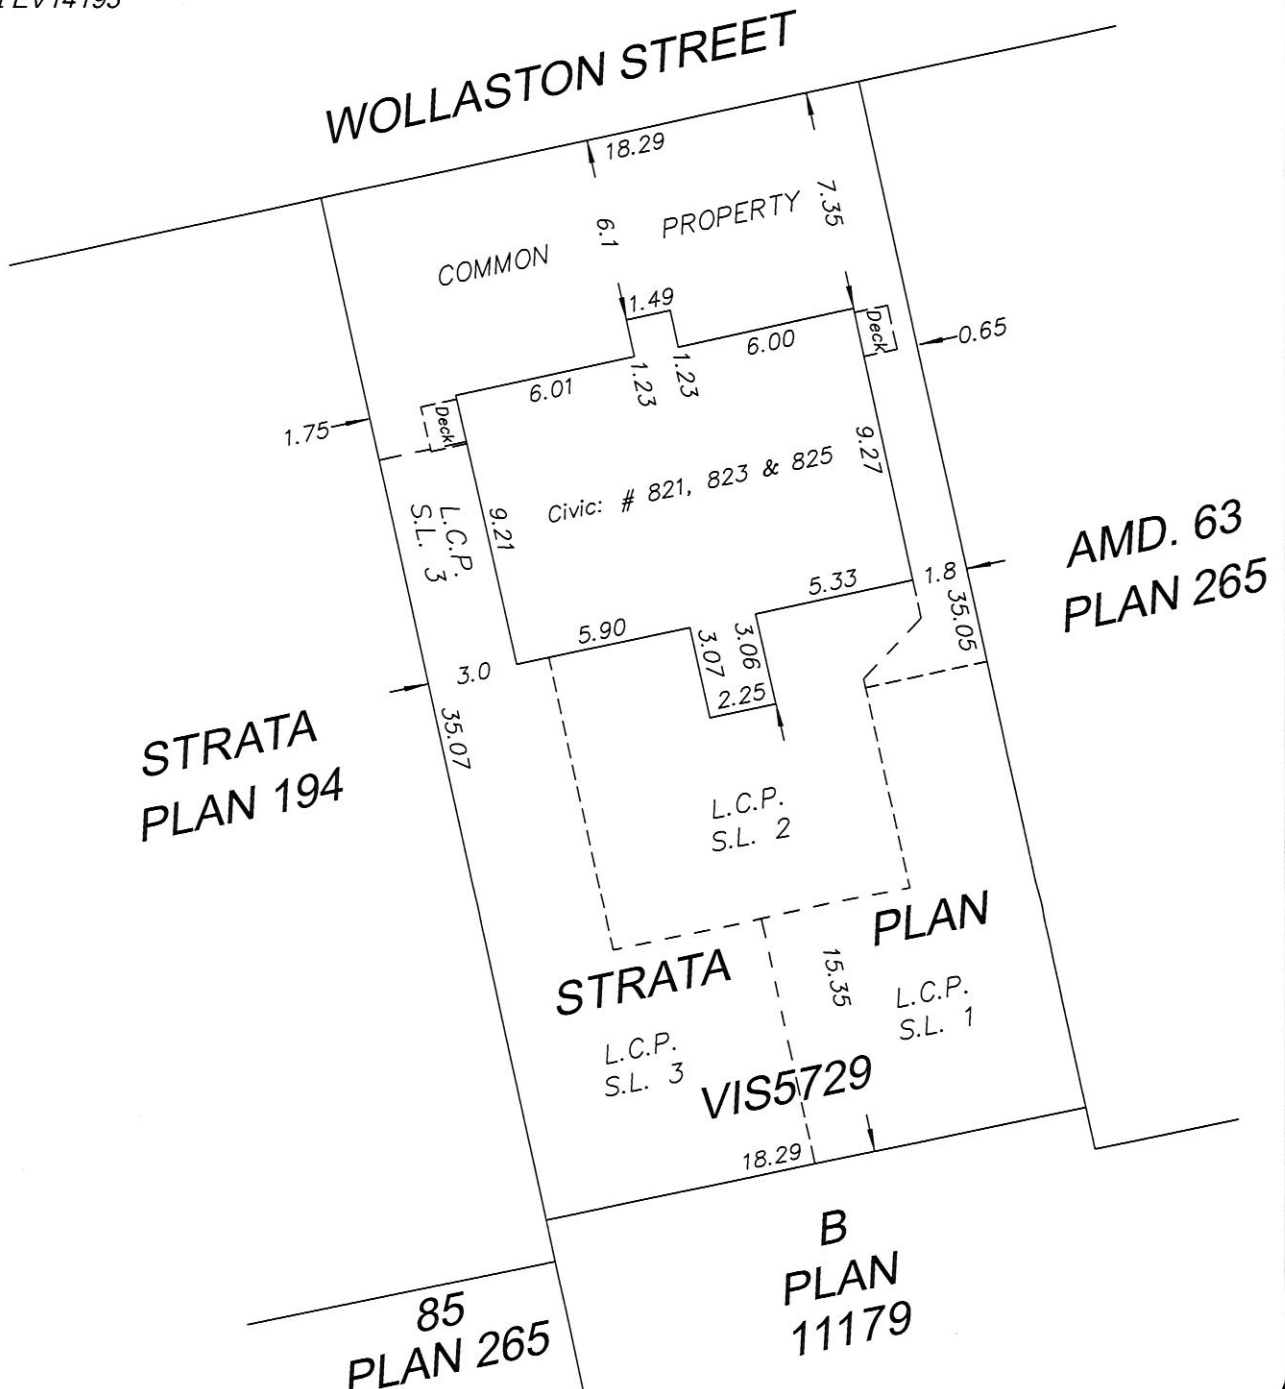 WOLLASTON STREET
18.29
7.35
6.1
COMMON PROPERTY
1.49
Deck
0.65
6.00
1.23
1.23
6.01
1.75
Deck
9.27
Civic: # 821, 823 & 825
L.C.P.
S.L. 3
9.21
AMD. 63
PLAN 265
1.8
35.05
5.33
5.90
3.07
3.06
2.25
3.0
35.07
STRATA
PLAN 194
L.C.P.
S.L. 2
STRATA PLAN
15.35
L.C.P.
S.L. 1
L.C.P.
S.L. 3
VIS5729
18.29
B
PLAN
11179
85
PLAN 265